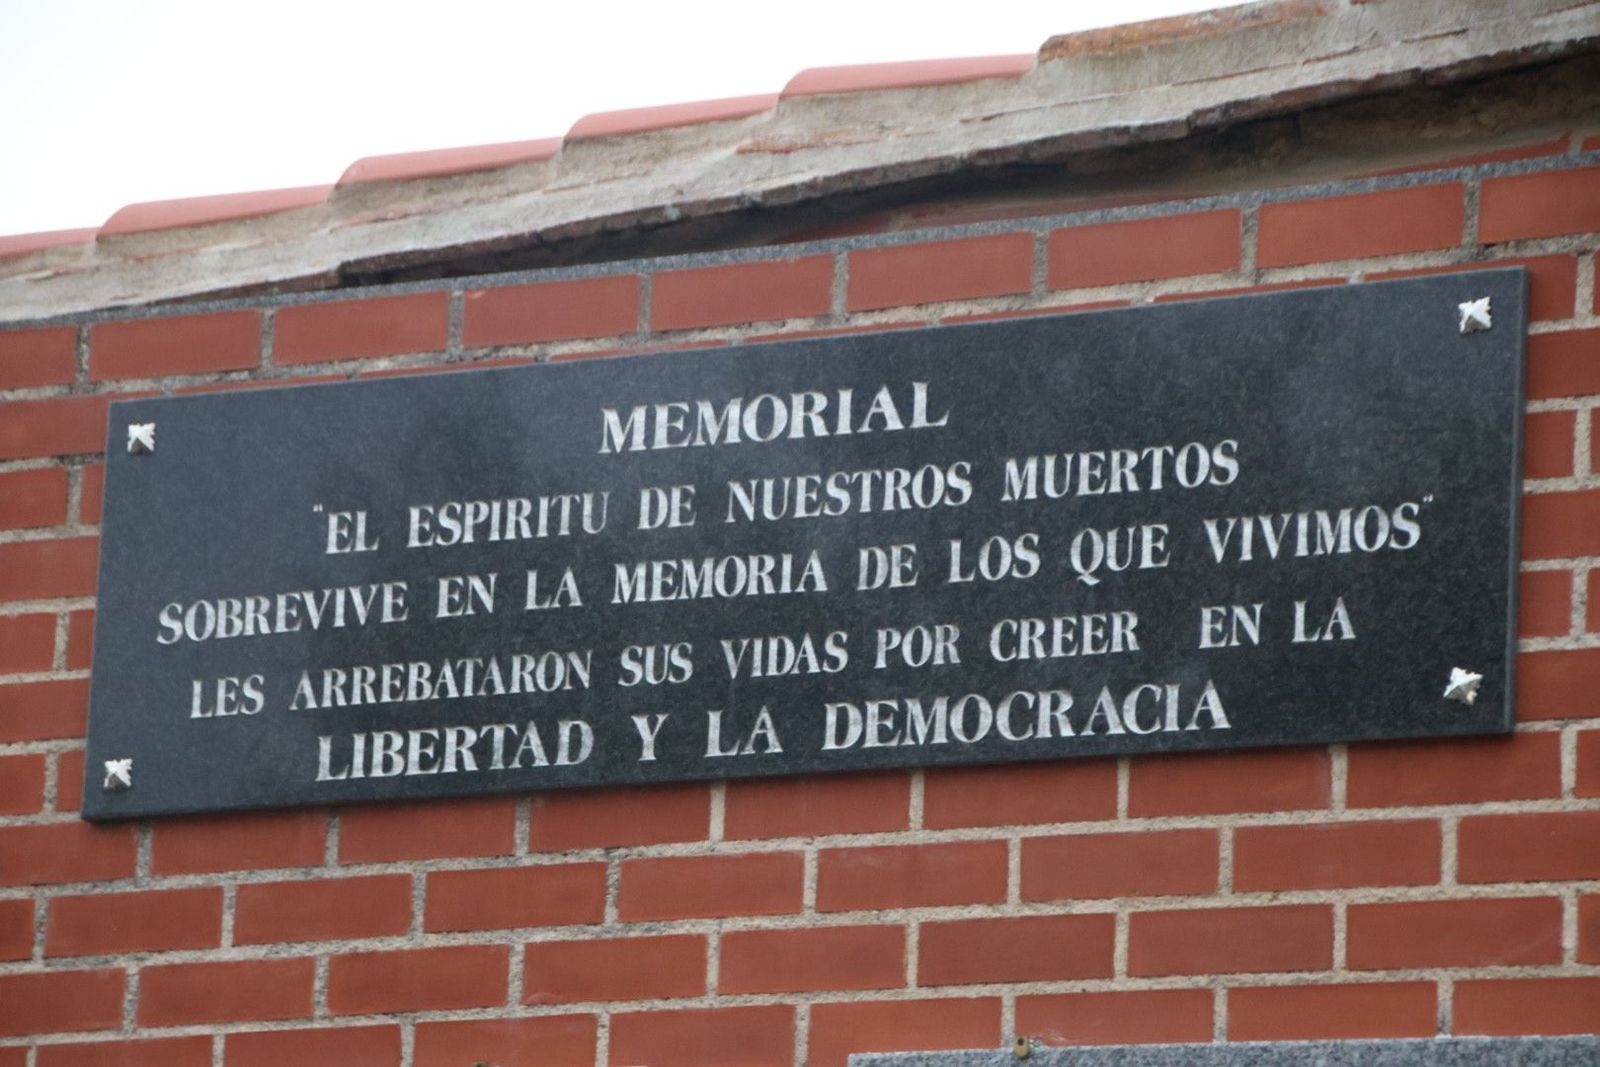 MEMORIAL
"EL ESPIRITU DE NUESTROS MUERTOS
SOBREVIVE EN LA MEMORIA DE LOS QUE VIVIMOS"
LES ARREBATARON SUS VIDAS POR CREER EN LA
LIBERTAD Y LA DEMOCRACIA